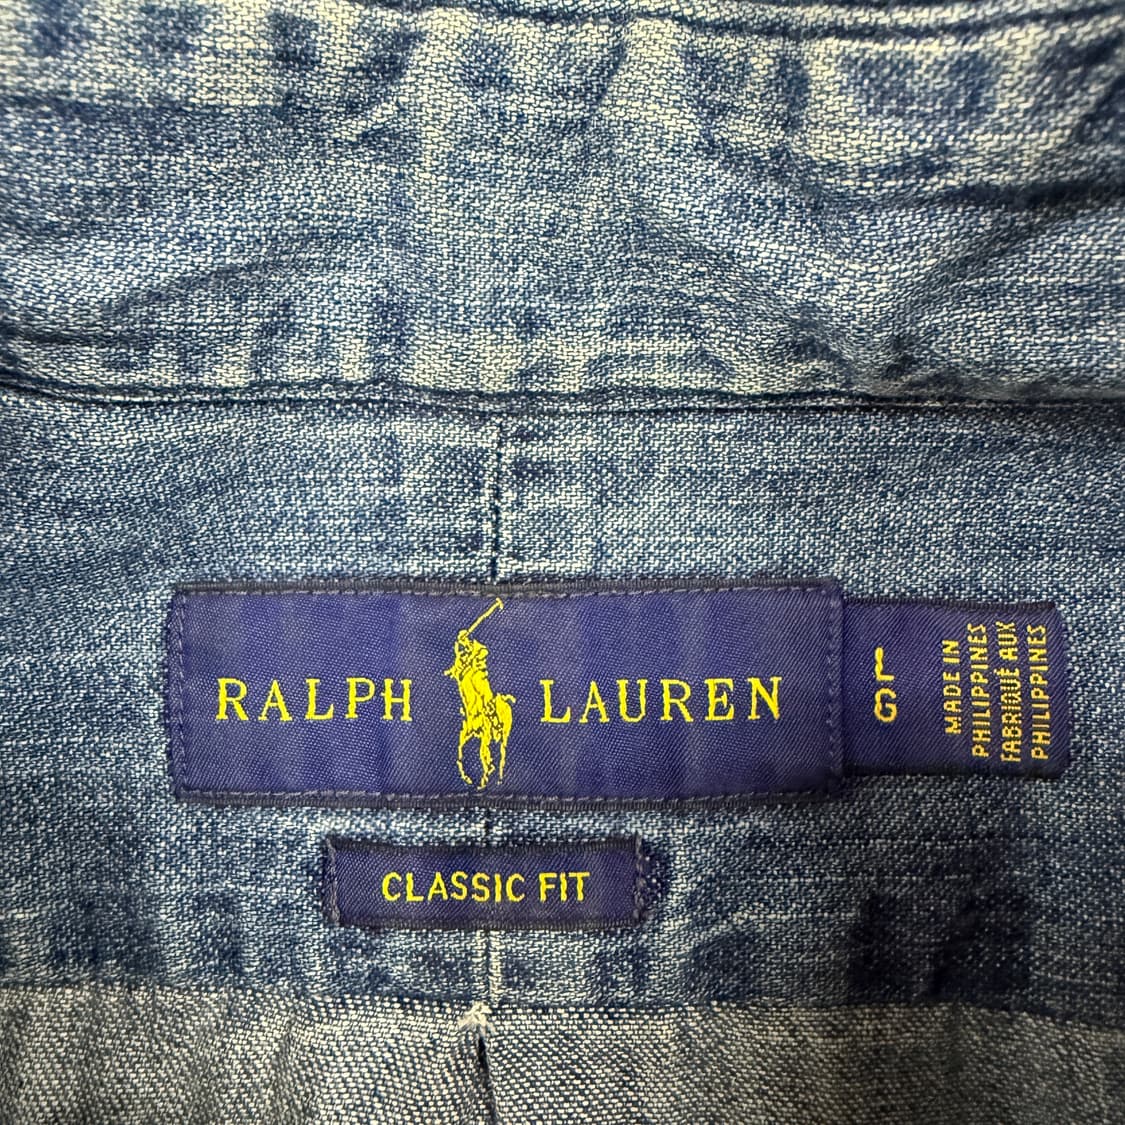 RALPH LAUREN
L
G
MADE IN
PHILIPPINES
FABRIQUÉ AUX
PHILIPPINES
CLASSIC FIT